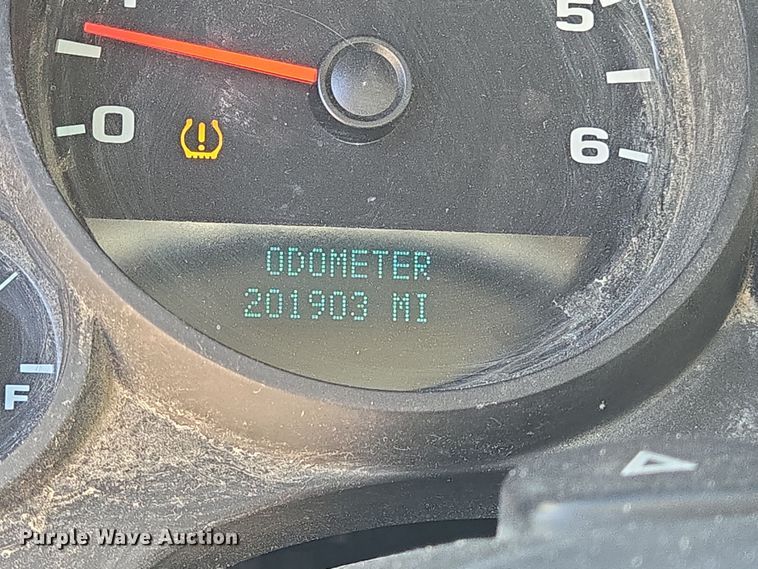 5
0
6
ODOMETER
201903 MI
F
Purple Wave Auction